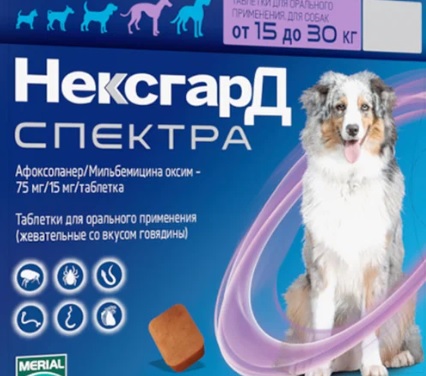 ТАБЛЕТКИ ДЛЯ ОРАЛЬНОГО
ПРИМЕНЕНИЯ. ДЛЯ СОБАК
от 15 до 30 кг
НексгарД
СПЕКТРА
Афоксоланер/Мильбемицина оксим –
75 мг/15 мг/таблетка
Таблетки для орального применения
(жевательные со вкусом говядины)
MERIAL